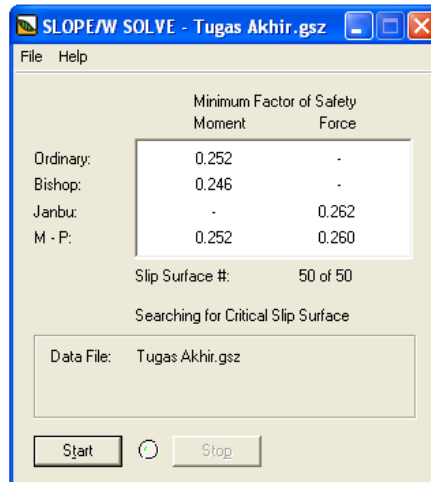 SLOPE/W SOLVE - Tugas Akhir.gsz
File Help
Minimum Factor of Safety
Moment Force
Ordinary: 0.252 -
Bishop: 0.246 -
Janbu: - 0.262
M - P: 0.252 0.260
Slip Surface #: 50 of 50
Searching for Critical Slip Surface
Data File: Tugas Akhir.gsz
Start Stop